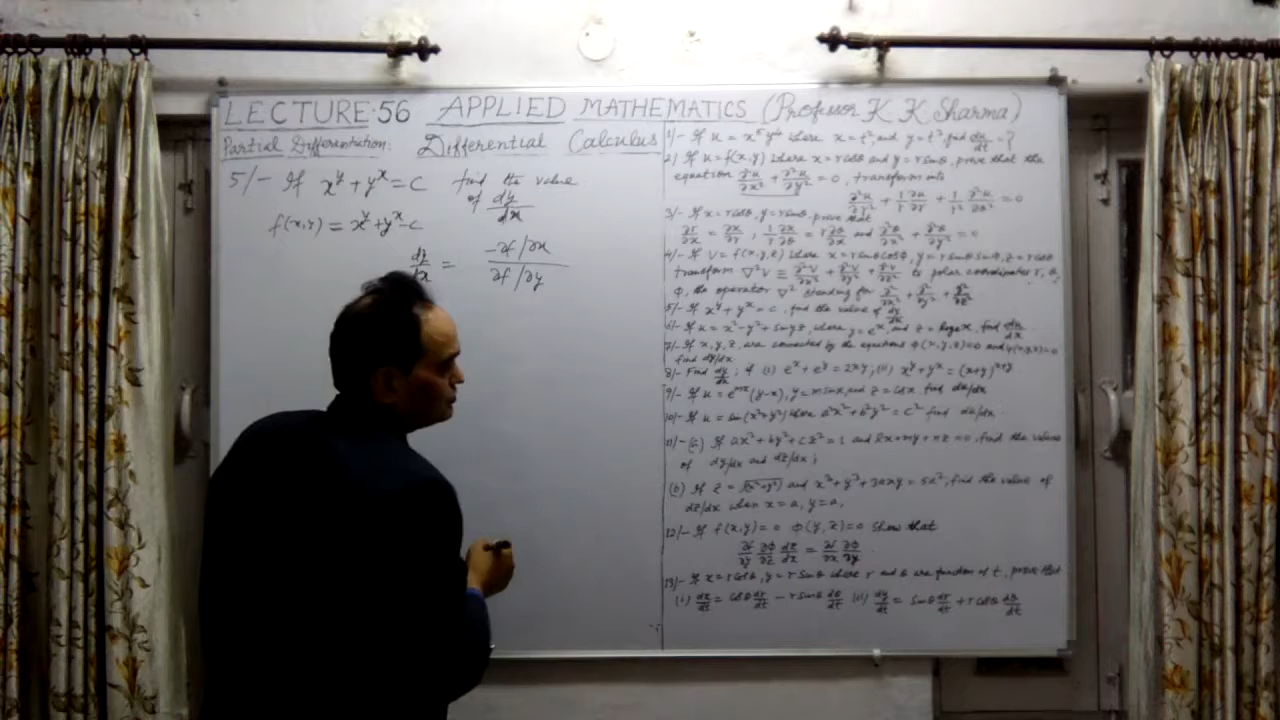 LECTURE:56 APPLIED MATHEMATICS (Professor K K Sharma)
Partial Differentiation: Differential Calculus
5/- If x^y + y^x = c find the value
of dy/dx
f(x,y) = x^y + y^x - c
dy/dx = -∂f/∂x / ∂f/∂y
1/- If u = x^5 where x = t^2, and y = t^3, find du/dt = ?
2/ If u = f(x,y) where x = r cosθ and y = r sinθ, prove that the
equation ∂²u/∂x² + ∂²u/∂y² = 0, transforms into
∂²u/∂r² + 1/r ∂u/∂r + 1/r² ∂²u/∂θ² = 0
3/- If x = r cosθ, y = r sinθ, prove that
∂r/∂x = ∂x/∂r ; 1/r ∂x/∂θ = r ∂θ/∂x and ∂²θ/∂x² + ∂²θ/∂y² = 0
4/- If V = f(x,y,z) where x = r sinθ cosφ, y = r sinθ sinφ, z = r cosθ
transform ∇²V = ∂²V/∂x² + ∂²V/∂y² + ∂²V/∂z² to polar coordinates r, θ,
φ, the operator ∇² standing for ∂²/∂x² + ∂²/∂y² + ∂²/∂z²
5/- If x^y + y^x = c, find the value of dy/dx
6/- If u = x² - y² + sin yz, where y = e^x, and z = log x, find du/dx
7/- If x, y, z, are connected by the equations φ(x,y,z)=0 and ψ(x,y,z)=0
find dy/dx
8/- Find dy/dx; if (i) e^x + e^y = 2xy; (ii) x^y + y^x = (x+y)^x+y
9/- If u = (y-x), y = m sin x, and z = cos x find du/dx
10/- If u = sin(x²+y²) where a²x² + b²y² = c² find du/dx
11/- (a) If ax² + by² + cz² = 1 and lx + my + nz = 0, find the values
of dy/dx and dz/dx;
(b) If z = √(x²+y²) and x³ + y³ + 3axy = 5a², find the value of
dz/dx when x = a, y = a.
12/- If f(x,y) = 0 φ(y,z) = 0 show that
∂f/∂y ∂φ/∂z dz/dx = ∂f/∂x ∂φ/∂y
13/- If x = r cosθ, y = r sinθ where r and θ are function of t, prove that
(i) dx/dt = cosθ dr/dt - r sinθ dθ/dt (ii) dy/dt = sinθ dr/dt + r cosθ dθ/dt